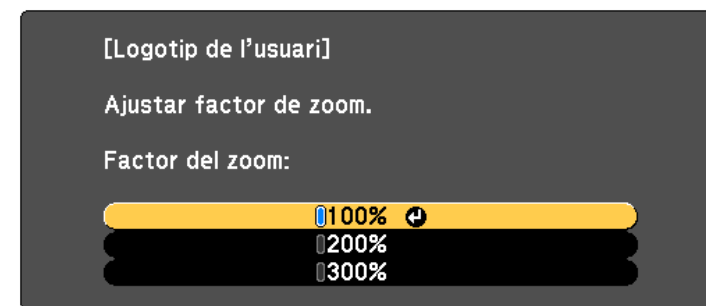 [Logotip de l'usuari]
Ajustar factor de zoom.
Factor del zoom:
100%
200%
300%